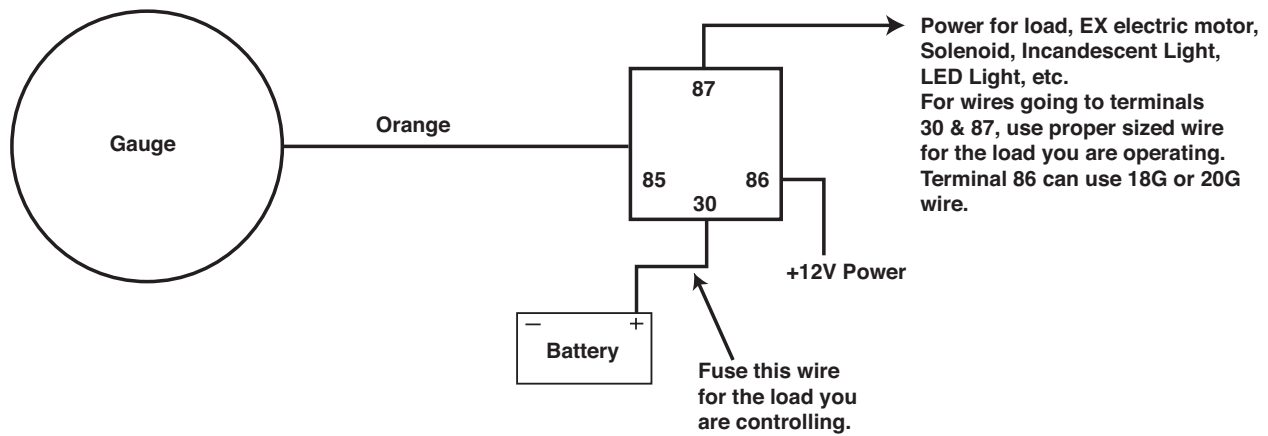 Power for load, EX electric motor,
Solenoid, Incandescent Light,
LED Light, etc.
For wires going to terminals
30 & 87, use proper sized wire
for the load you are operating.
Terminal 86 can use 18G or 20G
wire.
87
Orange
Gauge
85
86
30
+12V Power
– +
Battery
Fuse this wire
for the load you
are controlling.